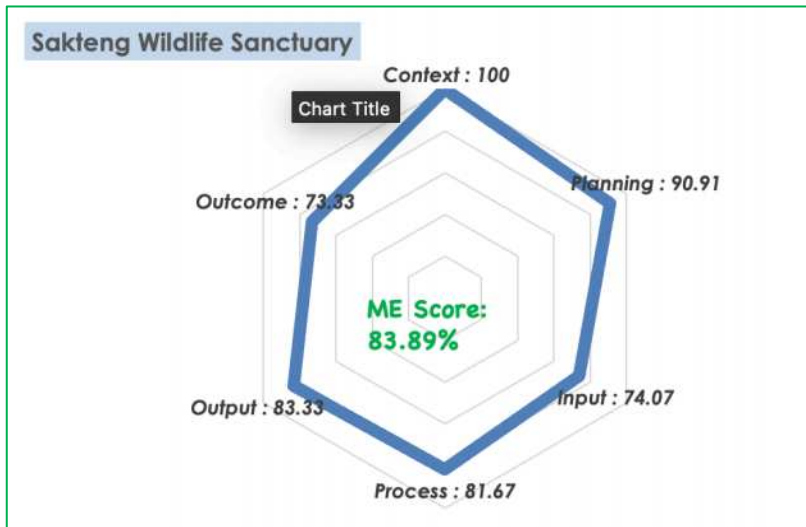 Sakteng Wildlife Sanctuary
Context : 100
Chart Title
Planning : 90.91
Outcome : 73.33
ME Score:
83.89%
Input : 74.07
Output : 83.33
Process : 81.67